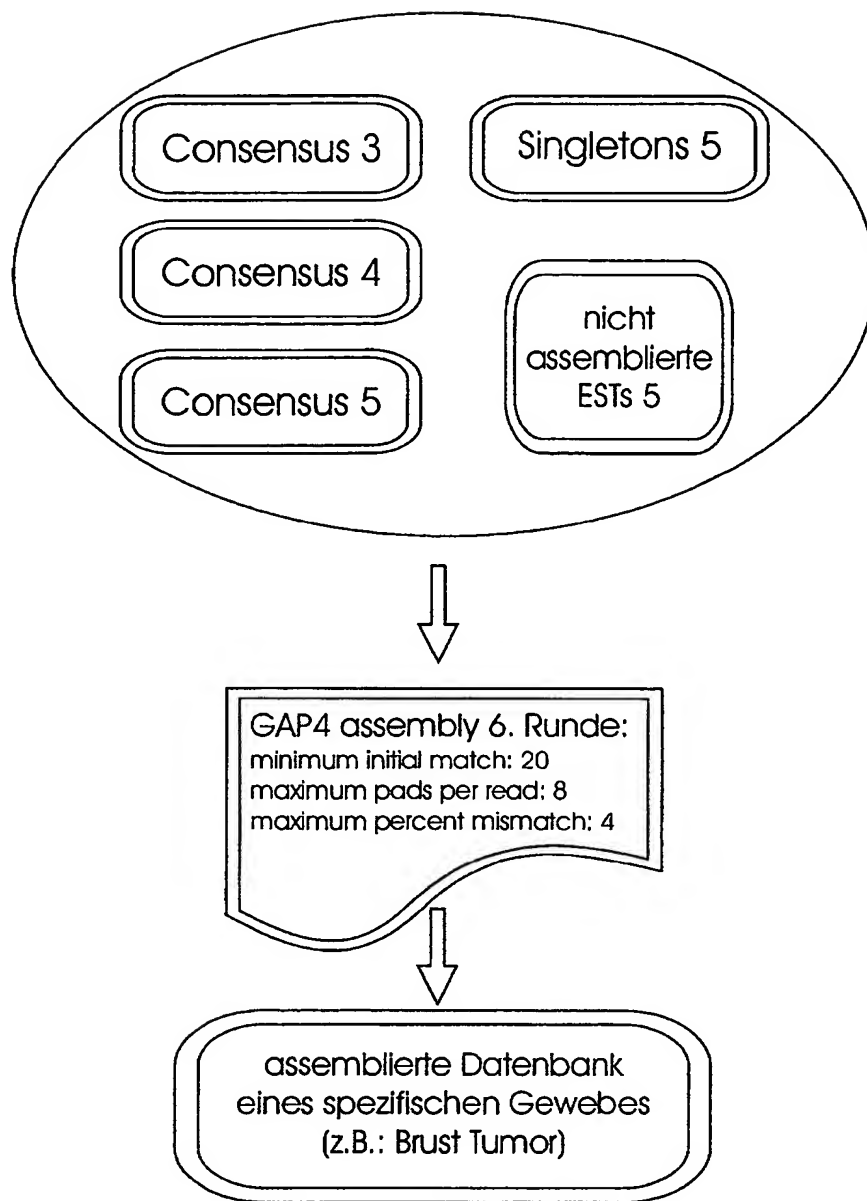 Consensus 3
Singletons 5
Consensus 4
nicht
assemblierte
ESTs 5
Consensus 5
GAP4 assembly 6. Runde:
minimum initial match: 20
maximum pads per read: 8
maximum percent mismatch: 4
assemblierte Datenbank
eines spezifischen Gewebes
(z.B.: Brust Tumor)